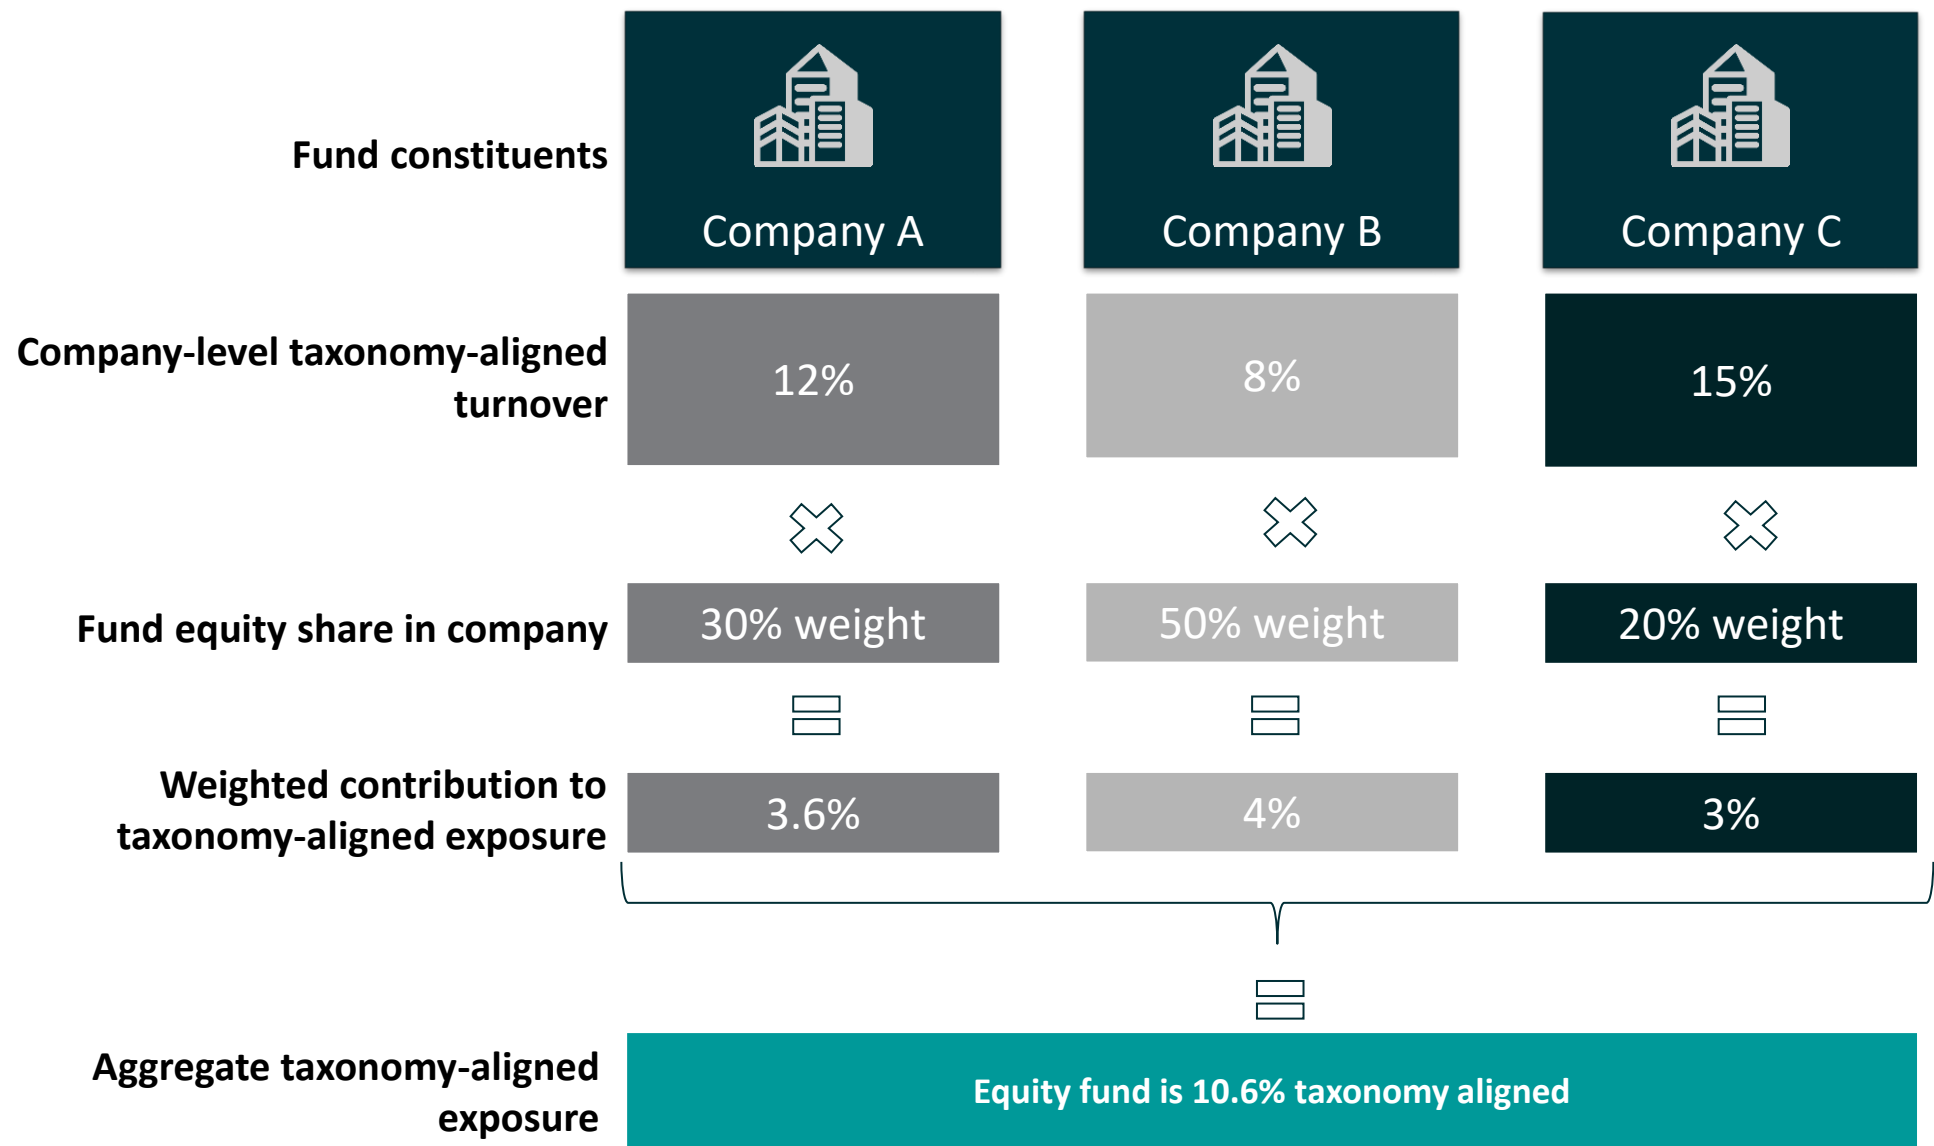 Fund constituents
Company A
Company B
Company C
Company-level taxonomy-aligned
turnover
12%
8%
15%
Fund equity share in company
30% weight
50% weight
20% weight
Weighted contribution to
taxonomy-aligned exposure
3.6%
4%
3%
Aggregate taxonomy-aligned
exposure
Equity fund is 10.6% taxonomy aligned